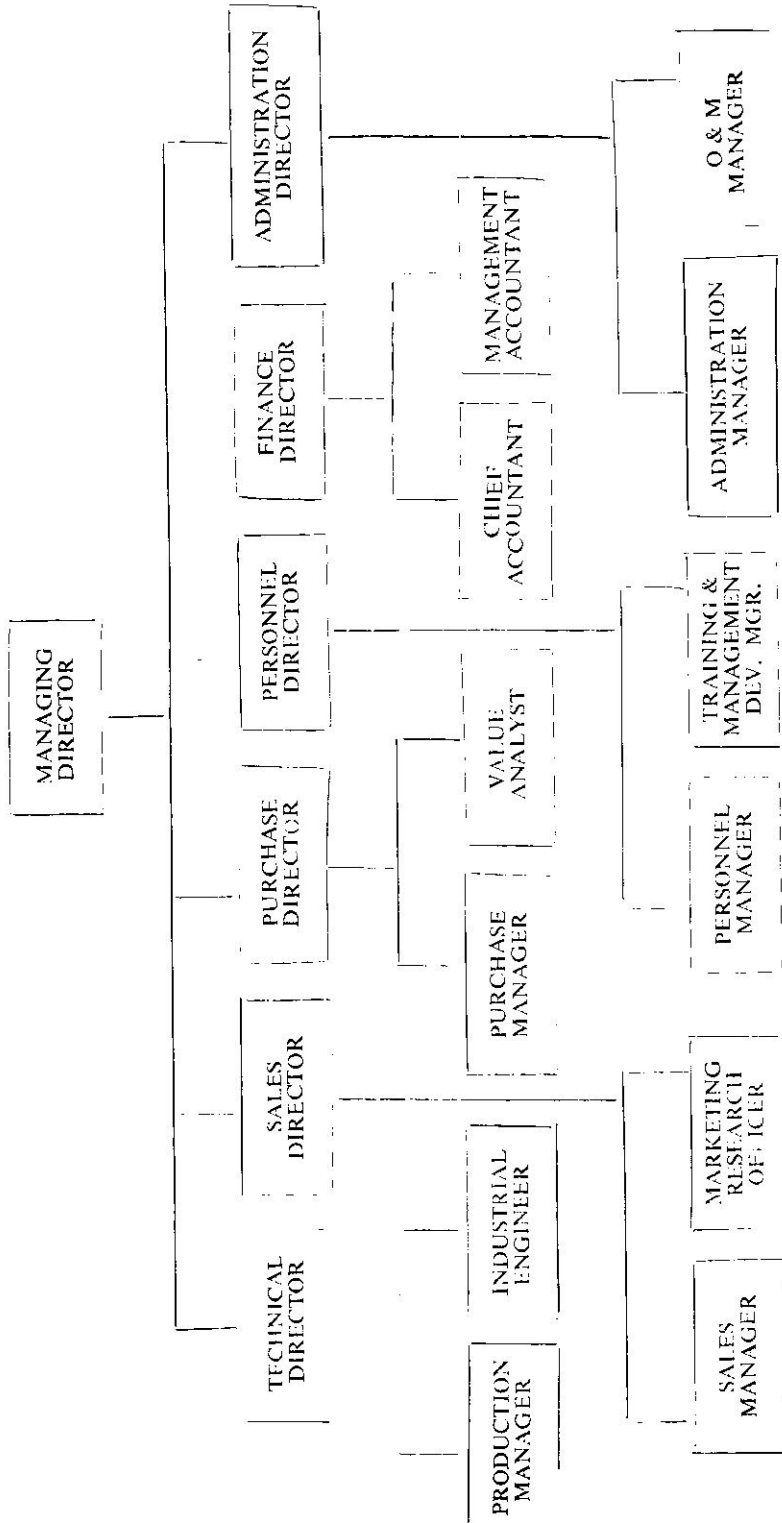 MANAGING
DIRECTOR
TECHNICAL
DIRECTOR
SALES
DIRECTOR
PURCHASE
DIRECTOR
PERSONNEL
DIRECTOR
FINANCE
DIRECTOR
ADMINISTRATION
DIRECTOR
PRODUCTION
MANAGER
INDUSTRIAL
ENGINEER
PURCHASE
MANAGER
VALUE
ANALYST
CHIEF
ACCOUNTANT
MANAGEMENT
ACCOUNTANT
SALES
MANAGER
MARKETING
RESEARCH
OFFICER
PERSONNEL
MANAGER
TRAINING &
MANAGEMENT
DEV. MGR.
ADMINISTRATION
MANAGER
O & M
MANAGER